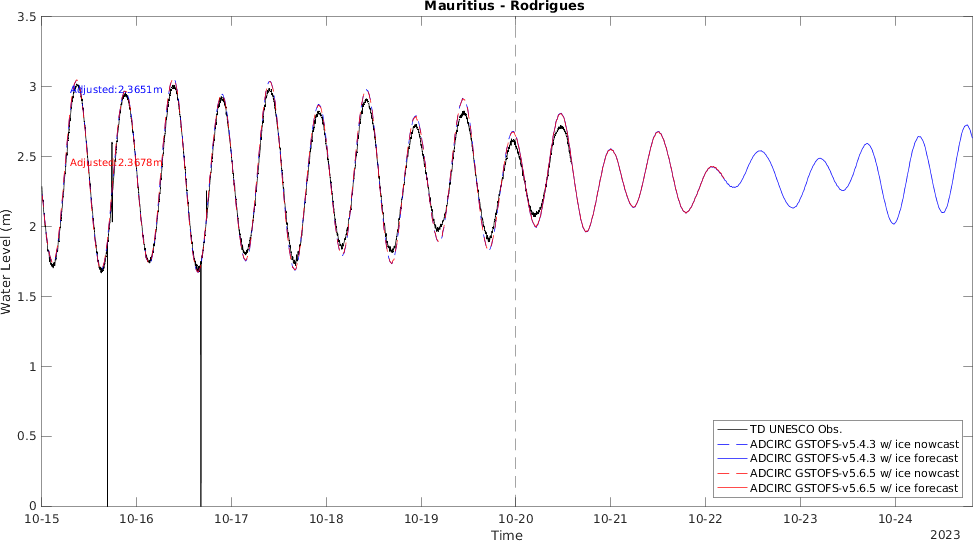 Mauritius - Rodrigues
3.5
3
2.5
2
1.5
1
0.5
0
Water Level (m)
Adjusted:2.3651m
Adjusted:2.3678m
TD UNESCO Obs.
ADCIRC GSTOFS-v5.4.3 w/ ice nowcast
ADCIRC GSTOFS-v5.4.3 w/ ice forecast
ADCIRC GSTOFS-v5.6.5 w/ ice nowcast
ADCIRC GSTOFS-v5.6.5 w/ ice forecast
10-15 10-16 10-17 10-18 10-19 10-20 10-21 10-22 10-23 10-24
Time
2023